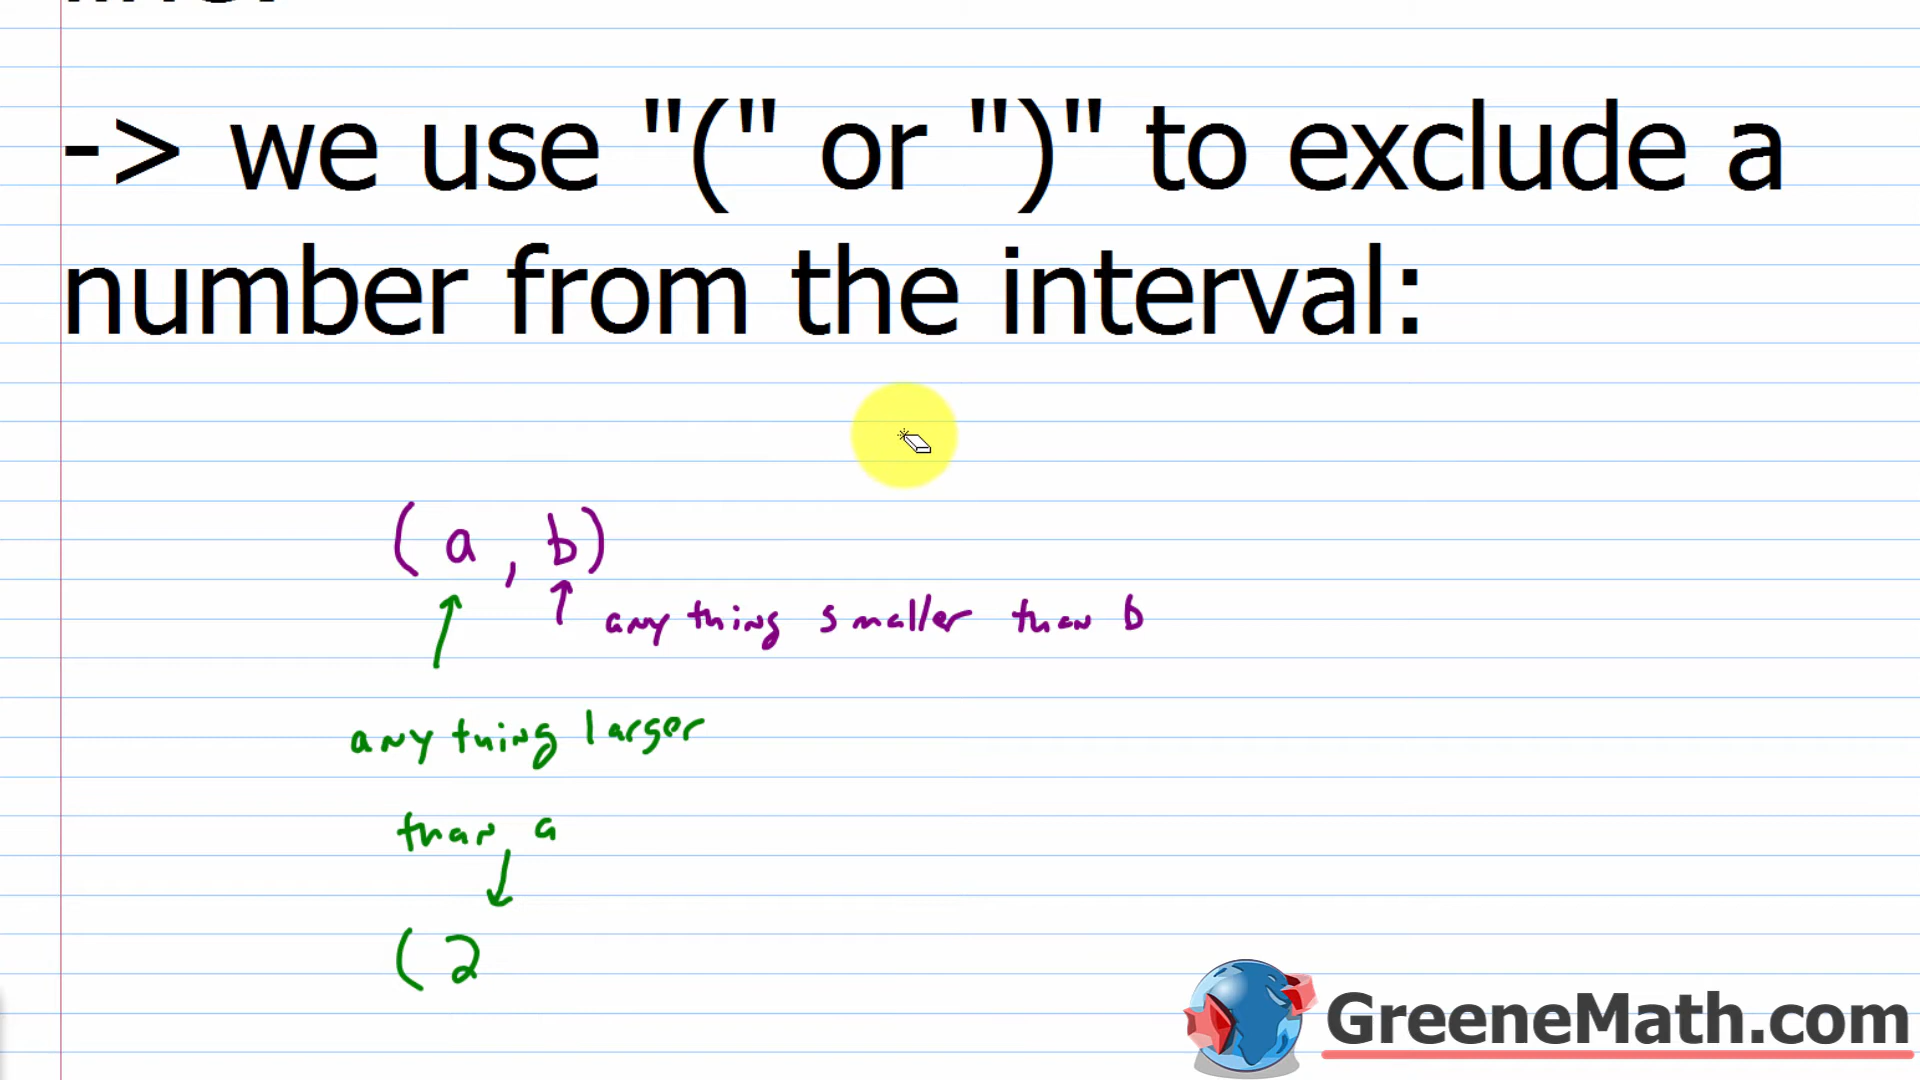 -> we use "(" or ")" to exclude a
number from the interval:
( a , b)
any thing smaller than b
any thing larger
than a
( 2
GreeneMath.com